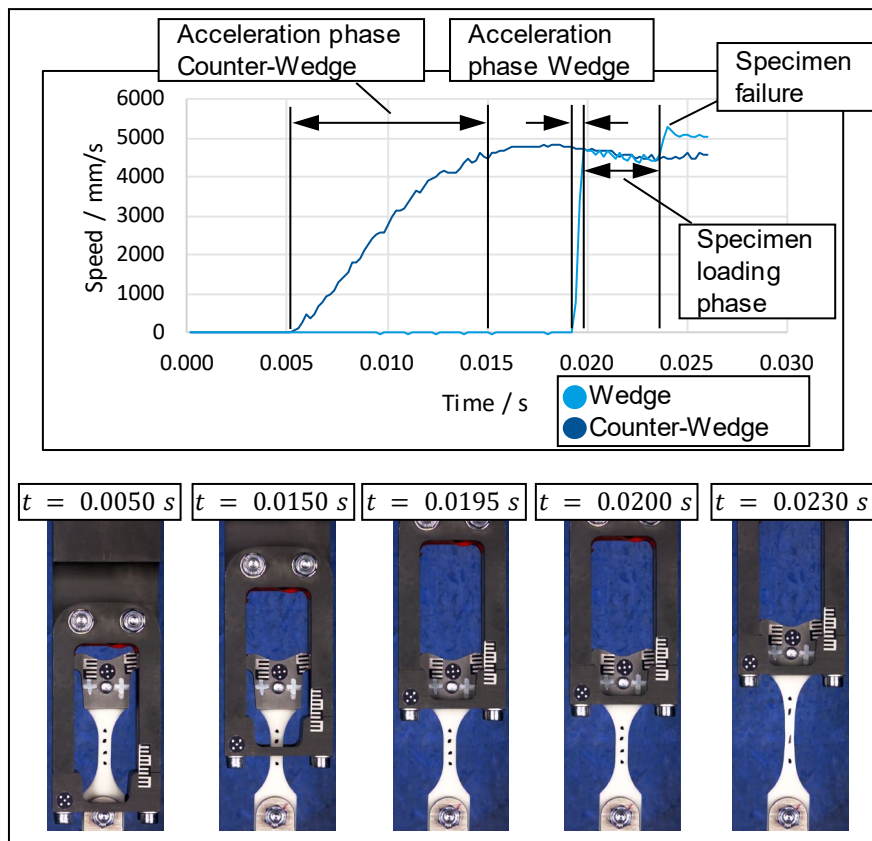 Acceleration phase
Counter-Wedge
Acceleration
phase Wedge
Specimen
failure
6000
5000
4000
3000
2000
1000
0
Speed / mm/s
0.000 0.005 0.010 0.015 0.020 0.025 0.030
Time / s
Specimen
loading
phase
Wedge
Counter-Wedge
t = 0.0050 s
t = 0.0150 s
t = 0.0195 s
t = 0.0200 s
t = 0.0230 s